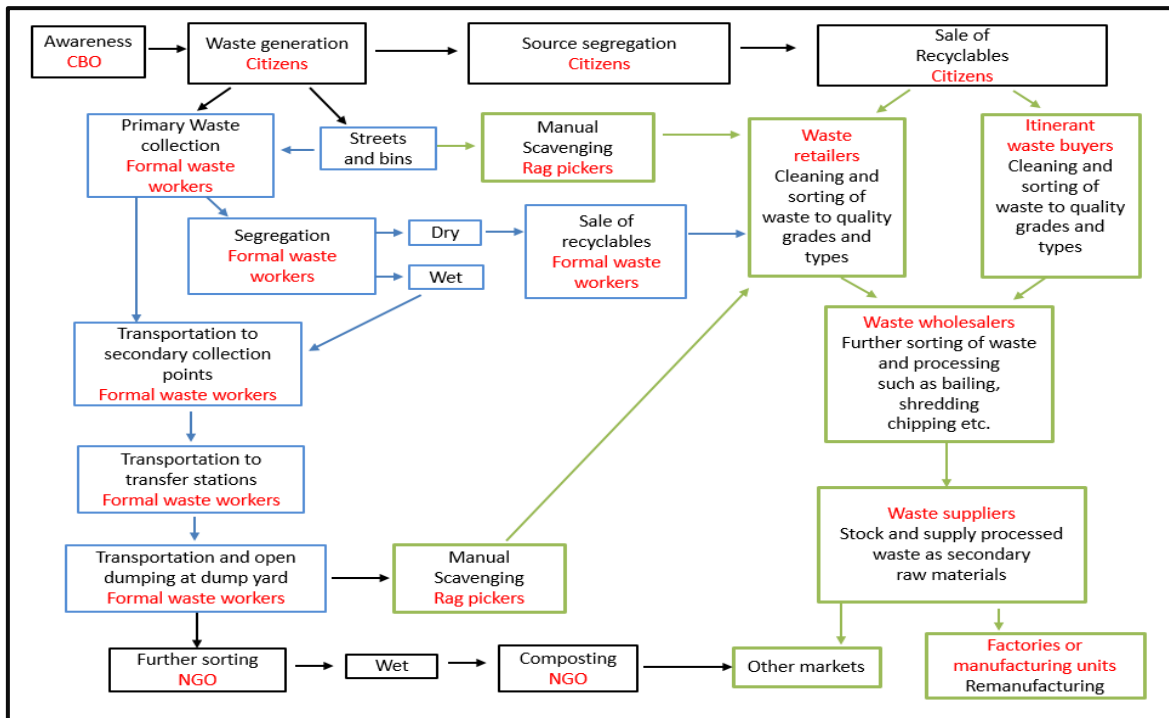 Awareness
CBO
Waste generation
Citizens
Source segregation
Citizens
Sale of
Recyclables
Citizens
Primary Waste
collection
Formal waste
workers
Streets
and bins
Manual
Scavenging
Rag pickers
Waste
retailers
Cleaning and
sorting of
waste to quality
grades and
types
Itinerant
waste buyers
Cleaning and
sorting of
waste to quality
grades and
types
Segregation
Formal waste
workers
Dry
Wet
Sale of
recyclables
Formal waste
workers
Transportation to
secondary collection
points
Formal waste workers
Waste wholesalers
Further sorting of waste
and processing
such as bailing,
shredding
chipping etc.
Transportation to
transfer stations
Formal waste workers
Waste suppliers
Stock and supply processed
waste as secondary
raw materials
Transportation and open
dumping at dump yard
Formal waste workers
Manual
Scavenging
Rag pickers
Further sorting
NGO
Wet
Composting
NGO
Other markets
Factories or
manufacturing units
Remanufacturing